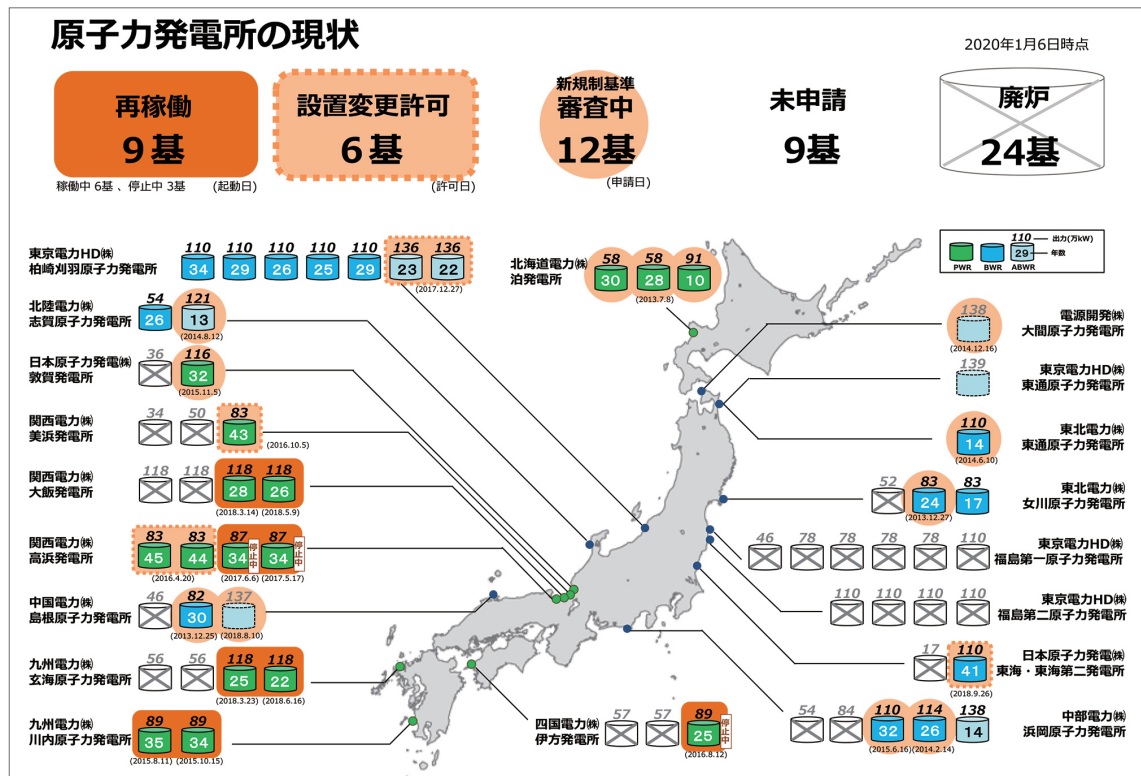 原子力発電所の現状
2020年1月6日時点
再稼働
9基
稼働中 6基 、停止中 3基 (起動日)
設置変更許可
6基
(許可日)
新規制基準
審査中
12基
(申請日)
未申請
9基
廃炉
24基
110 出力(万kW)
29 年数
PWR BWR ABWR
東京電力HD㈱
柏崎刈羽原子力発電所
110 110 110 110 110 136 136
34 29 26 25 29 23 22
(2017.12.27)
北陸電力㈱
志賀原子力発電所
54 121
26 13
(2014.8.12)
日本原子力発電㈱
敦賀発電所
36 116
32
(2015.11.5)
関西電力㈱
美浜発電所
34 50 83
43
(2016.10.5)
関西電力㈱
大飯発電所
118 118 118 118
28 26
(2018.3.14) (2018.5.9)
関西電力㈱
高浜発電所
83 83 87 87
45 44 34 停止中 34 停止中
(2016.4.20) (2017.6.6) (2017.5.17)
中国電力㈱
島根原子力発電所
46 82 137
30
(2013.12.25) (2018.8.10)
九州電力㈱
玄海原子力発電所
56 56 118 118
25 22
(2018.3.23) (2018.6.16)
九州電力㈱
川内原子力発電所
89 89
35 34
(2015.8.11) (2015.10.15)
北海道電力㈱
泊発電所
58 58 91
30 28 10
(2013.7.8)
四国電力㈱
伊方発電所
57 57 89
25 停止中
(2016.8.12)
138
電源開発㈱
大間原子力発電所
(2014.12.16)
139
東京電力HD㈱
東通原子力発電所
110
14
東北電力㈱
東通原子力発電所
(2014.6.10)
52 83 83
24 17
東北電力㈱
女川原子力発電所
(2013.12.27)
46 78 78 78 78 110
東京電力HD㈱
福島第一原子力発電所
110 110 110 110
東京電力HD㈱
福島第二原子力発電所
17 110
41
日本原子力発電㈱
東海・東海第二発電所
(2018.9.26)
54 84 110 114 138
32 26 14
中部電力㈱
浜岡原子力発電所
(2015.6.16) (2014.2.14)